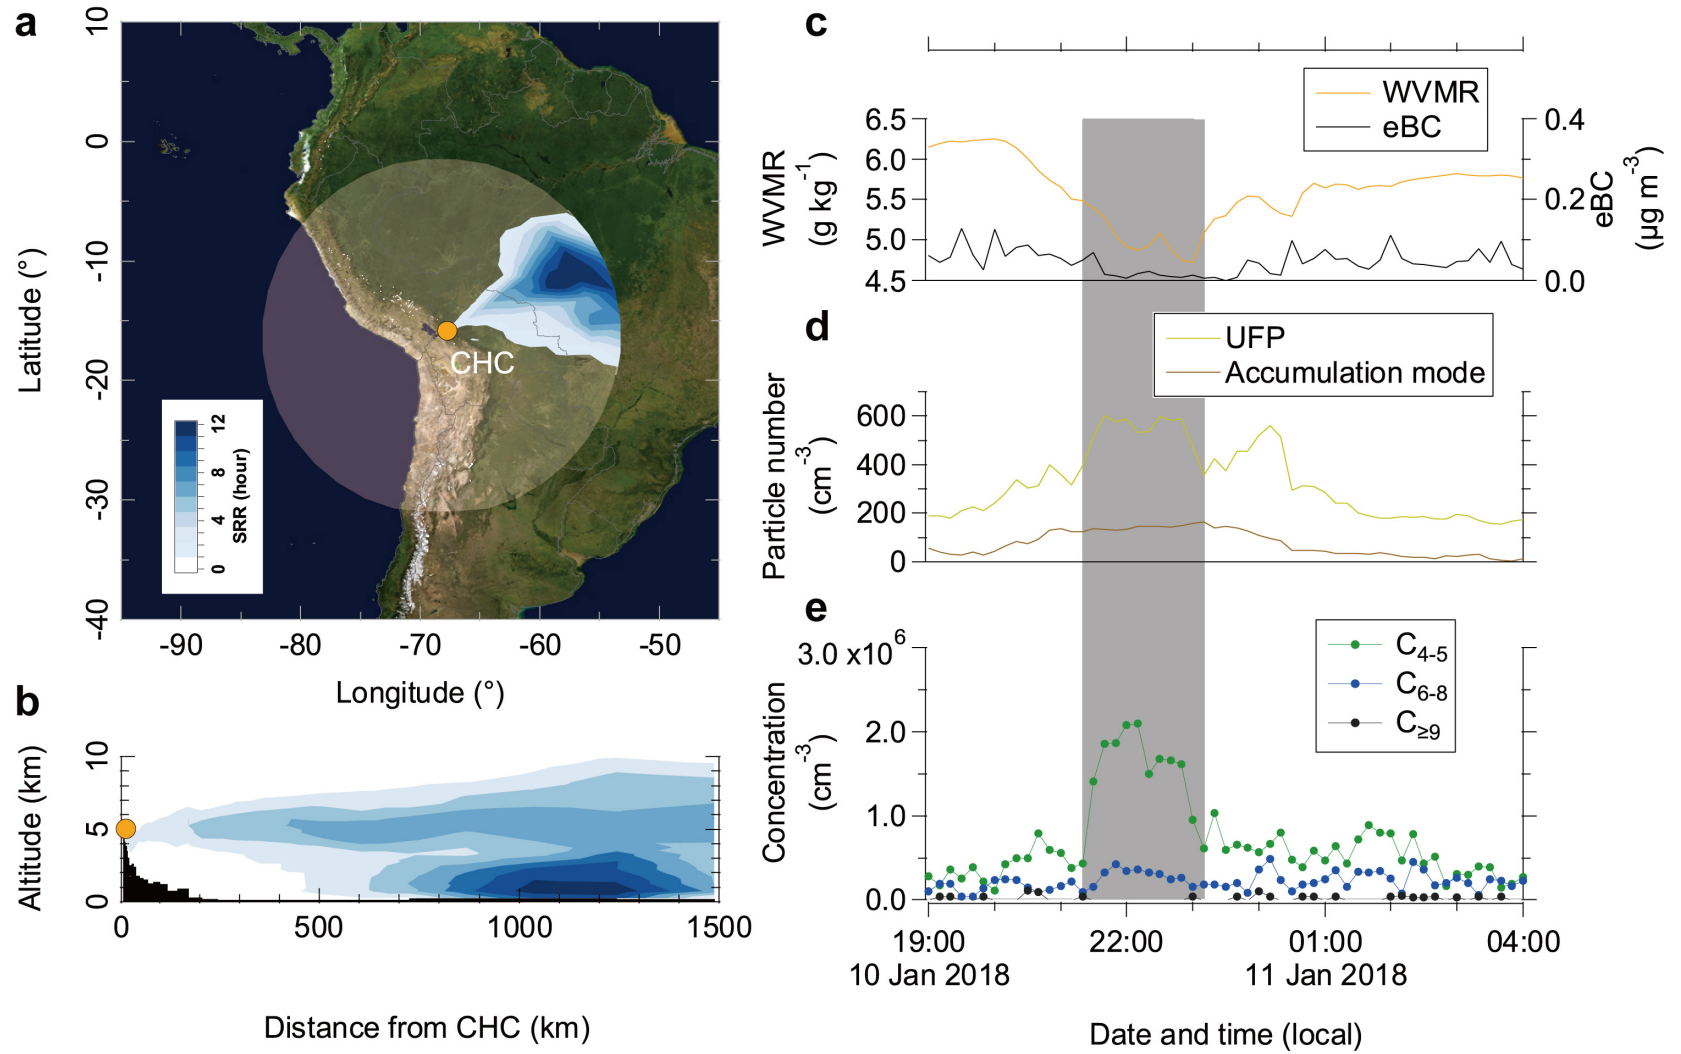 a
10
0
-10
-20
-30
-40
Latitude (°)
CHC
12
8
4
0
SRR (hour)
-90
-80
-70
-60
-50
Longitude (°)
b
10
5
0
Altitude (km)
0
500
1000
1500
Distance from CHC (km)
c
WVMR
eBC
6.5
6.0
5.5
5.0
4.5
WVMR
(g kg-1)
0.4
0.2
0.0
eBC
(µg m-3)
d
UFP
Accumulation mode
600
400
200
0
Particle number
(cm-3)
e
C4-5
C6-8
C≥9
3.0 x10^6
2.0
1.0
0.0
Concentration
(cm-3)
19:00
22:00
01:00
04:00
10 Jan 2018
11 Jan 2018
Date and time (local)